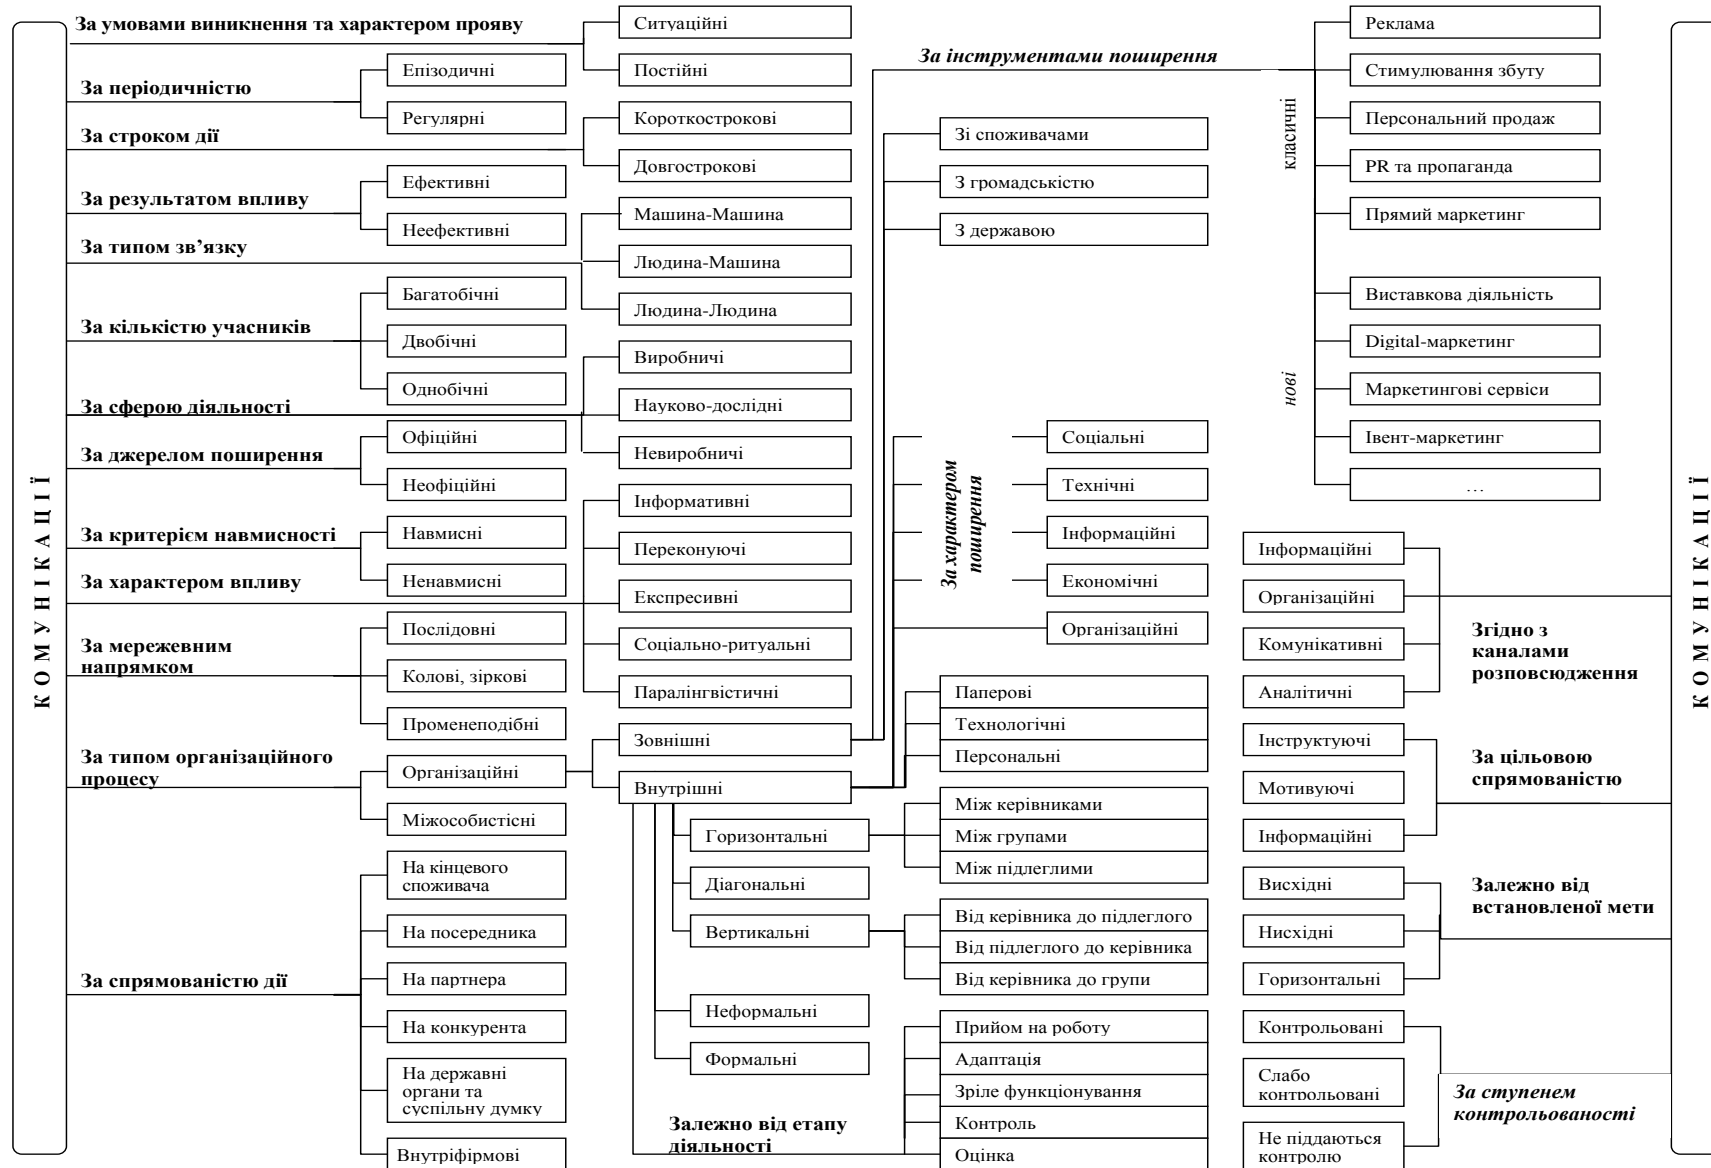 КОМУНІКАЦІЇ
За умовами виникнення та характером прояву
Ситуаційні
Постійні
За періодичністю
Епізодичні
Регулярні
За строком дії
Короткострокові
Довгострокові
За результатом впливу
Ефективні
Неефективні
За типом зв’язку
Машина-Машина
Людина-Машина
Людина-Людина
За кількістю учасників
Багатобічні
Двобічні
Однобічні
За сферою діяльності
Виробничі
Науково-дослідні
Невиробничі
За джерелом поширення
Офіційні
Неофіційні
За критерієм навмисності
Навмисні
Ненавмисні
За характером впливу
Інформативні
Переконуючі
Експресивні
Соціально-ритуальні
Паралінгвістичні
За мережевним
напрямком
Послідовні
Колові, зіркові
Променеподібні
За типом організаційного
процесу
Організаційні
Міжособистісні
Зовнішні
Внутрішні
За спрямованістю дії
На кінцевого
споживача
На посередника
На партнера
На конкурента
На державні
органи та
суспільну думку
Внутріфірмові
Горизонтальні
Діагональні
Вертикальні
Неформальні
Формальні
Залежно від етапу
діяльності
За інструментами поширення
Зі споживачами
З громадськістю
З державою
За характером
поширення
Соціальні
Технічні
Інформаційні
Економічні
Організаційні
Паперові
Технологічні
Персональні
Між керівниками
Між групами
Між підлеглими
Від керівника до підлеглого
Від підлеглого до керівника
Від керівника до групи
Прийом на роботу
Адаптація
Зріле функціонування
Контроль
Оцінка
класичні
Реклама
Стимулювання збуту
Персональний продаж
PR та пропаганда
Прямий маркетинг
нові
Виставкова діяльність
Digital-маркетинг
Маркетингові сервіси
Івент-маркетинг
…
Інформаційні
Організаційні
Комунікативні
Аналітичні
Згідно з
каналами
розповсюдження
Інструктуючі
Мотивуючі
Інформаційні
За цільовою
спрямованістю
Висхідні
Нисхідні
Горизонтальні
Залежно від
встановленої мети
Контрольовані
Слабо
контрольовані
Не піддаються
контролю
За ступенем
контрольованості
КОМУНІКАЦІЇ